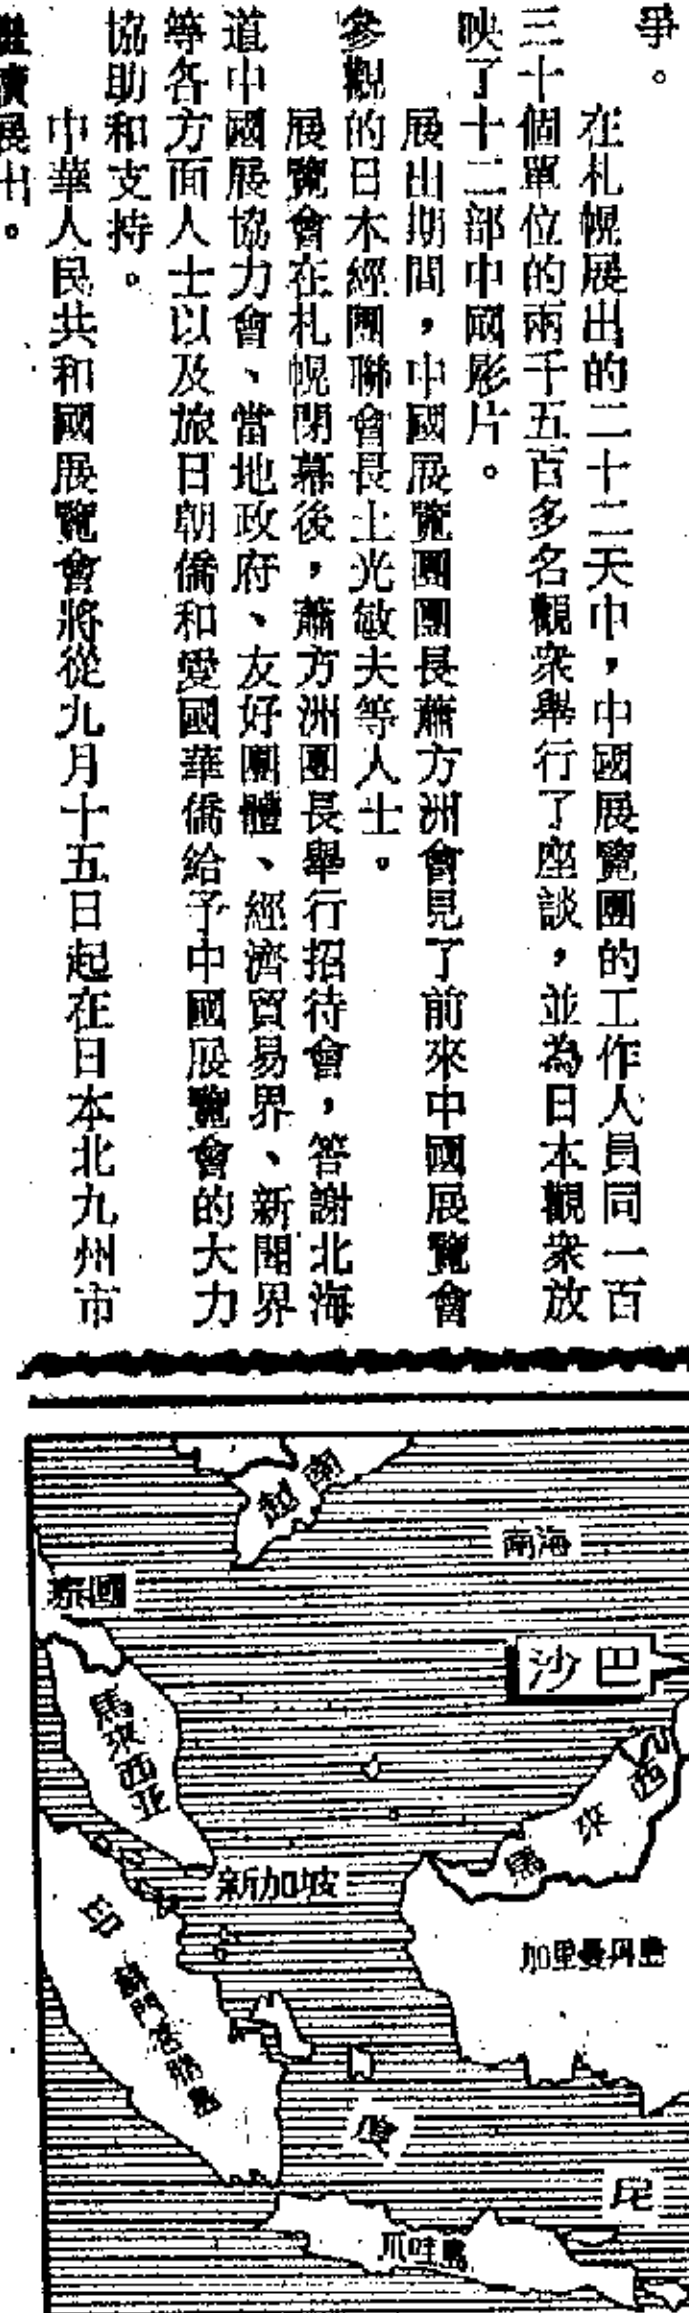 爭。
在札幌展出的二十二天中，中國展覽團的工作人員同一百
三十個單位的兩千五百多名觀衆舉行了座談，並為日本觀衆放
映了十二部中國影片。
展出期間，中國展覽團團長蕭方洲會見了前來中國展覽會
參觀的日本經團聯會長土光敏夫等人士。
展覽會在札幌閉幕後，蕭方洲團長舉行招待會，答謝北海
道中國展協力會、當地政府、友好團體、經濟貿易界、新聞界
等各方面人士以及旅日朝僑和愛國華僑給予中國展覽會的大力
協助和支持。
中華人民共和國展覽會將從九月十五日起在日本北九州市
繼續展出。
南越
南海
泰國
沙巴
馬來西亞
馬來西
新加坡
加里曼丹島
印
蘇門答腊島
度
尼
爪哇島